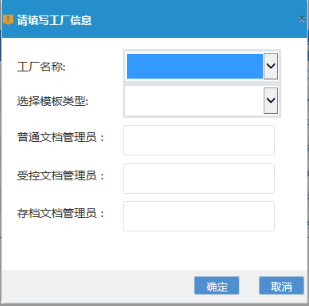 请填写工厂信息
工厂名称:
选择模板类型:
普通文档管理员：
受控文档管理员：
存档文档管理员：
确定 取消